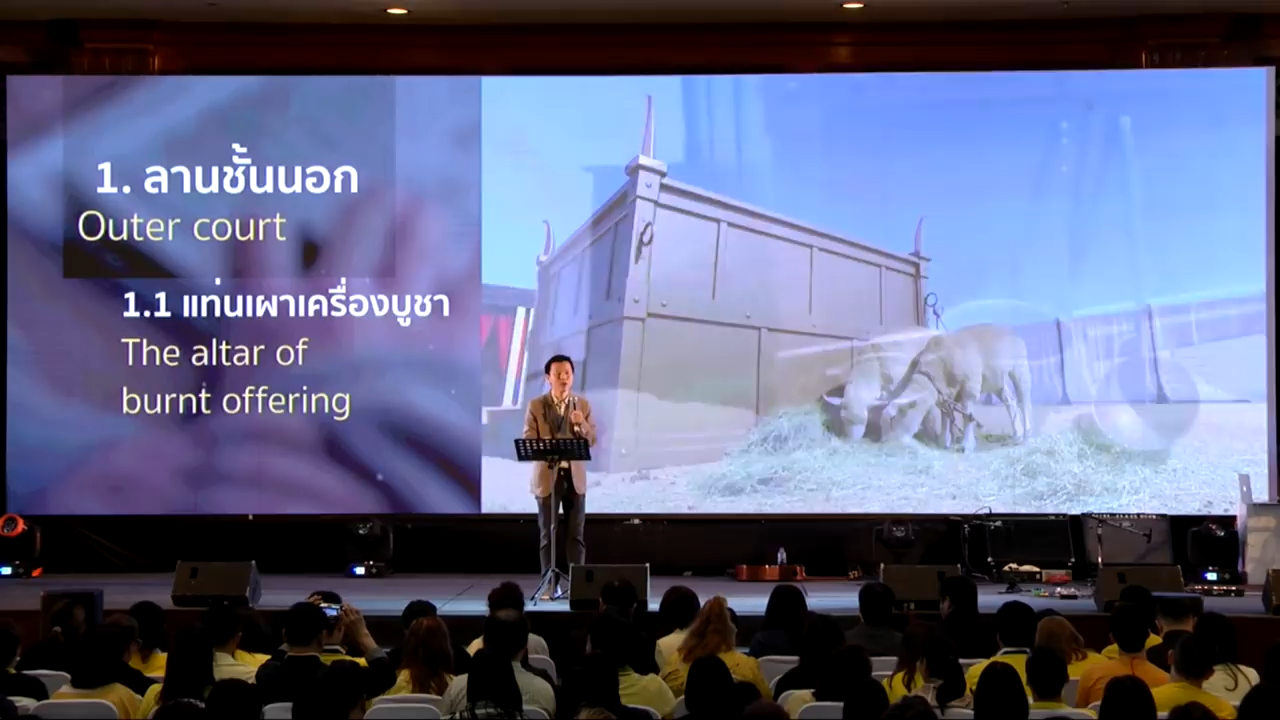 1. ลานชั้นนอก
Outer court
1.1 แท่นเผาเครื่องบูชา
The altar of
burnt offering